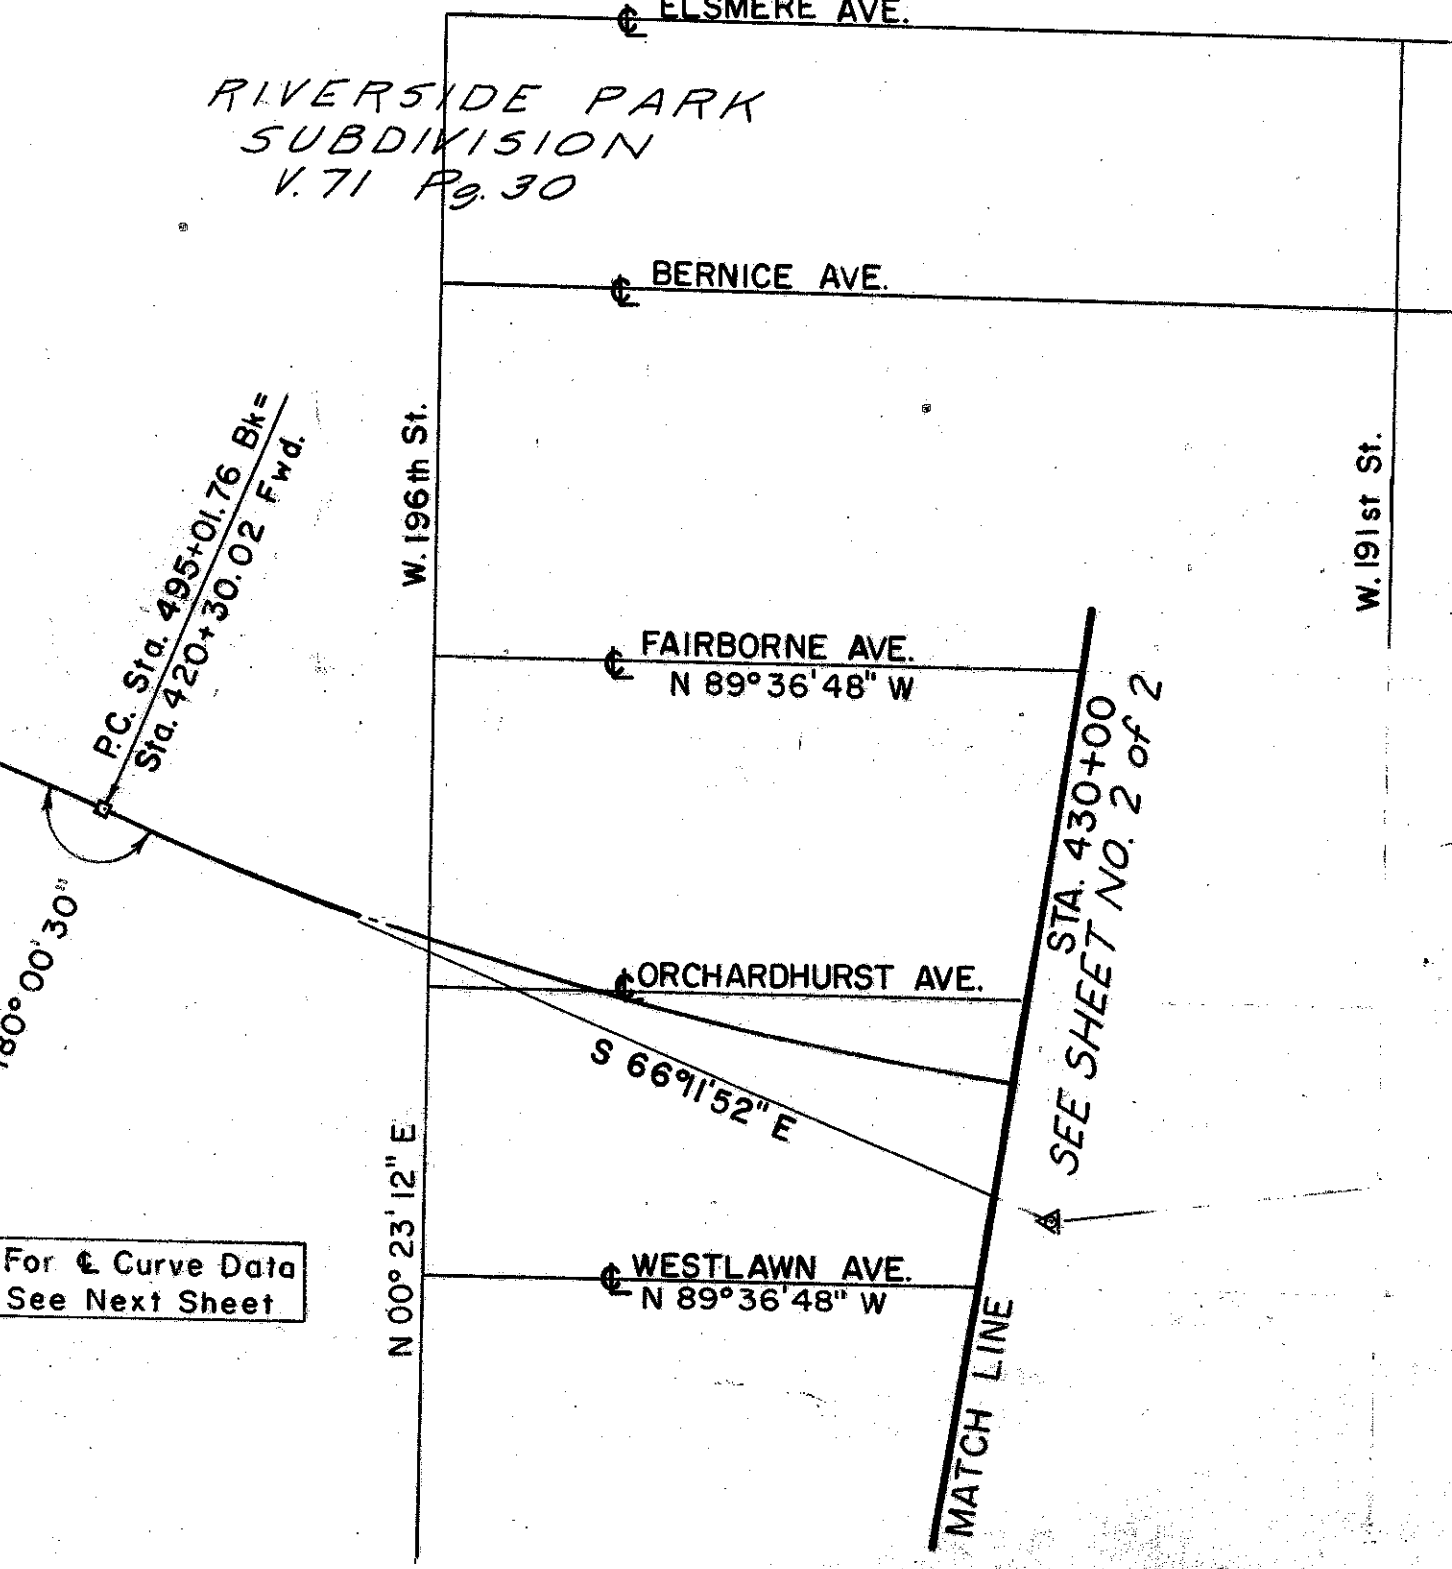 ℄ ELSMERE AVE.
RIVERSIDE PARK
SUBDIVISION
V. 71 Pg. 30
℄ BERNICE AVE.
W. 196th St.
W. 191st St.
P.C. Sta. 495+01.76 Bk=
Sta. 420+30.02 Fwd.
℄ FAIRBORNE AVE.
N 89° 36' 48" W
STA. 430+00
SEE SHEET NO. 2 of 2
180° 00' 30"
℄ ORCHARDHURST AVE.
S 66° 11' 52" E
N 00° 23' 12" E
For ℄ Curve Data
See Next Sheet
℄ WESTLAWN AVE.
N 89° 36' 48" W
MATCH LINE